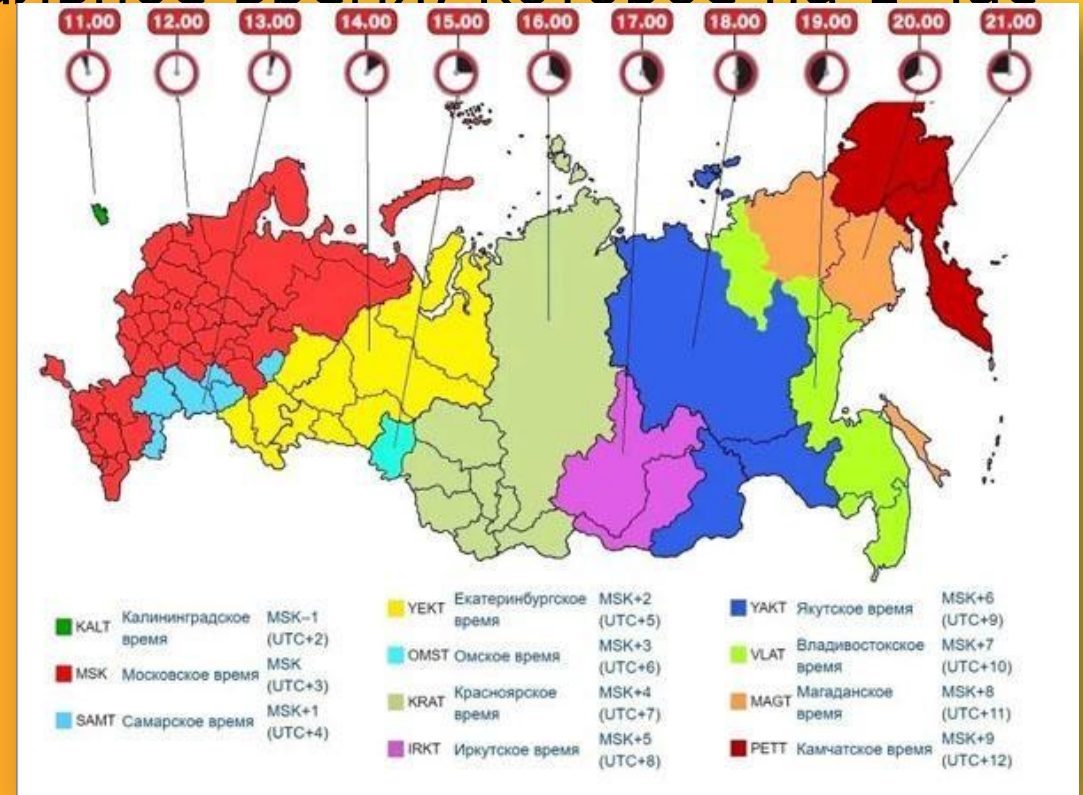 11.00 12.00 13.00 14.00 15.00 16.00 17.00 18.00 19.00 20.00 21.00
KALT Калининградское
время
MSK–1
(UTC+2)
MSK Московское время
MSK
(UTC+3)
SAMT Самарское время
MSK+1
(UTC+4)
YEKT Екатеринбургское
время
MSK+2
(UTC+5)
OMST Омское время
MSK+3
(UTC+6)
KRAT Красноярское
время
MSK+4
(UTC+7)
IRKT Иркутское время
MSK+5
(UTC+8)
YAKT Якутское время
MSK+6
(UTC+9)
VLAT Владивостокское
время
MSK+7
(UTC+10)
MAGT Магаданское
время
MSK+8
(UTC+11)
PETT Камчатское время
MSK+9
(UTC+12)